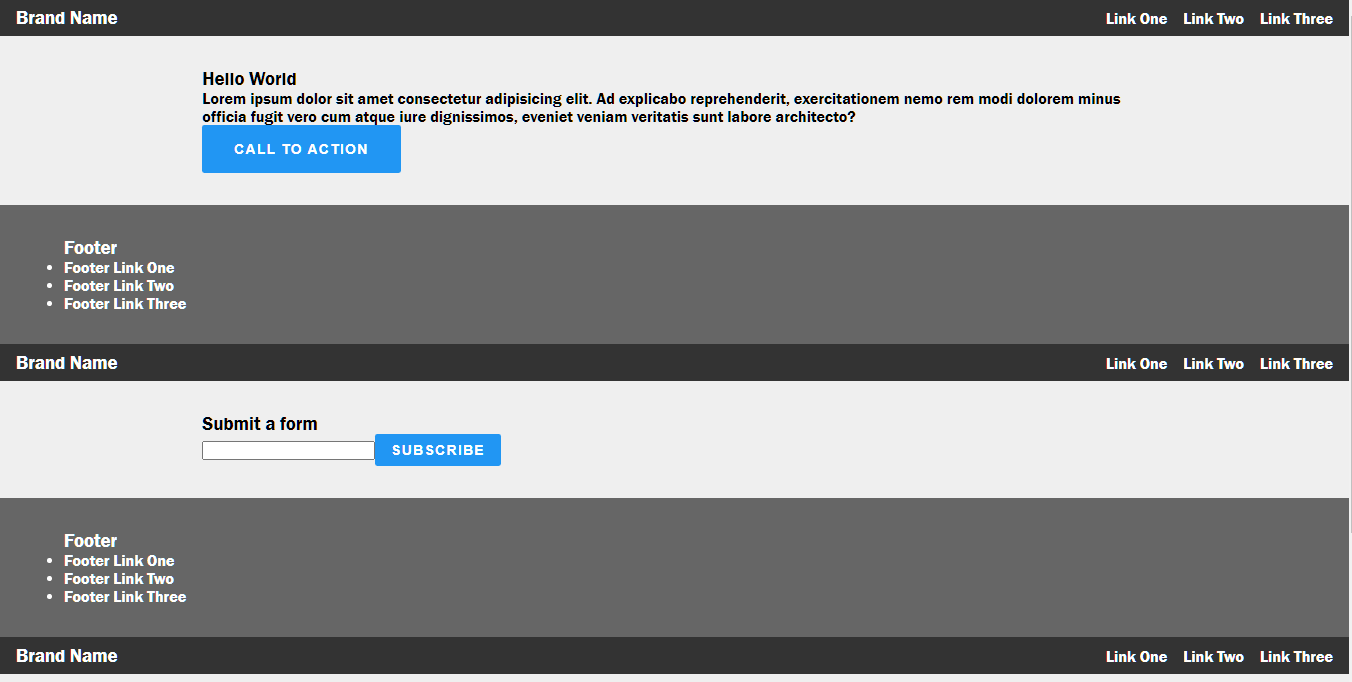 Brand Name Link One Link Two Link Three
Hello World
Lorem ipsum dolor sit amet consectetur adipisicing elit. Ad explicabo reprehenderit, exercitationem nemo rem modi dolorem minus
officia fugit vero cum atque iure dignissimos, eveniet veniam veritatis sunt labore architecto?
CALL TO ACTION
Footer
Footer Link One
Footer Link Two
Footer Link Three
Brand Name Link One Link Two Link Three
Submit a form
SUBSCRIBE
Footer
Footer Link One
Footer Link Two
Footer Link Three
Brand Name Link One Link Two Link Three